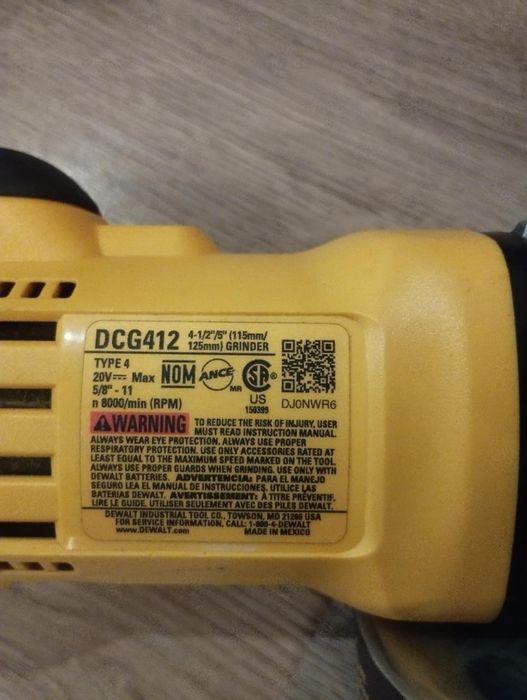 DCG412 4-1/2"/5" (115mm/
125mm) GRINDER
TYPE 4
20V Max NOM ANCE MR SA ®
5/8" - 11
US
n 8000/min (RPM) 150399 DJ0NWR6
WARNING TO REDUCE THE RISK OF INJURY, USER
MUST READ INSTRUCTION MANUAL.
ALWAYS WEAR EYE PROTECTION. ALWAYS USE PROPER
RESPIRATORY PROTECTION. USE ONLY ACCESSORIES RATED AT
LEAST EQUAL TO THE MAXIMUM SPEED MARKED ON THE TOOL.
ALWAYS USE PROPER GUARDS WHEN GRINDING. USE ONLY WITH
DEWALT BATTERIES. ADVERTENCIA: PARA EL MANEJO
SEGURO LEA EL MANUAL DE INSTRUCCIONES. UTILICE LAS
BATERIAS DEWALT. AVERTISSEMENT: À TITRE PRÉVENTIF,
LIRE LE GUIDE. UTILISER SEULEMENT AVEC DES PILES DEWALT.
DEWALT INDUSTRIAL TOOL CO., TOWSON, MD 21286 USA
FOR SERVICE INFORMATION, CALL: 1-800-4-DEWALT
www.DEWALT.com MADE IN MEXICO